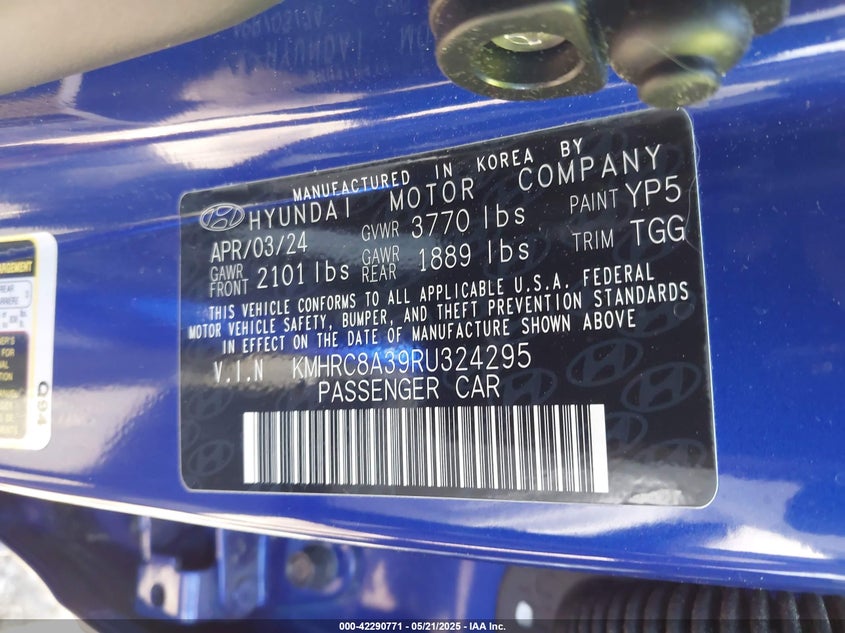 MANUFACTURED IN KOREA BY
HYUNDAI MOTOR COMPANY
APR/03/24 GVWR 3770 lbs PAINT YP5
GAWR FRONT 2101 lbs GAWR REAR 1889 lbs TRIM TGG
THIS VEHICLE CONFORMS TO ALL APPLICABLE U.S.A. FEDERAL
MOTOR VEHICLE SAFETY, BUMPER, AND THEFT PREVENTION STANDARDS
IN EFFECT ON THE DATE OF MANUFACTURE SHOWN ABOVE
V.I.N KMHRC8A39RU324295
PASSENGER CAR
REAR
Q94
000-42290771 - 05/21/2025 - IAA Inc.